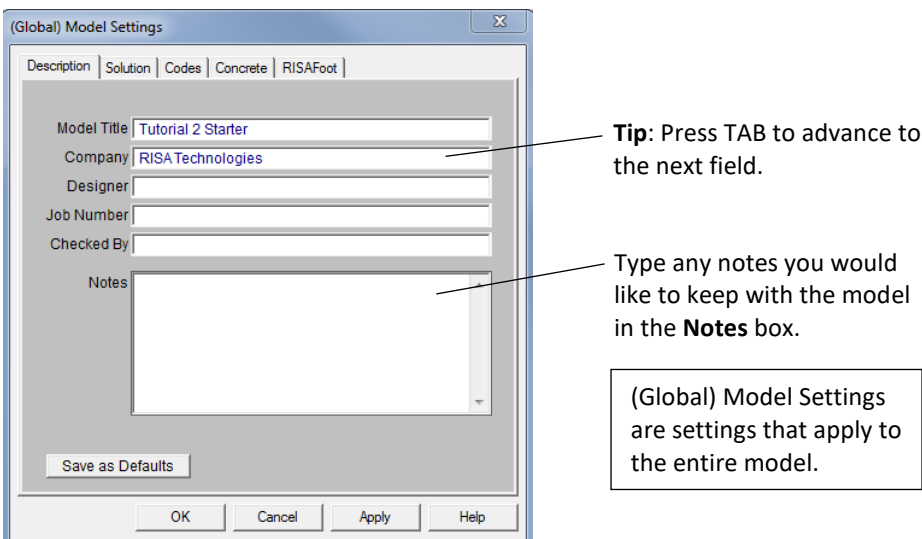 (Global) Model Settings
Description Solution Codes Concrete RISAFoot
Model Title Tutorial 2 Starter
Company RISA Technologies
Designer
Job Number
Checked By
Notes
Save as Defaults
OK Cancel Apply Help
Tip: Press TAB to advance to
the next field.
Type any notes you would
like to keep with the model
in the Notes box.
(Global) Model Settings
are settings that apply to
the entire model.